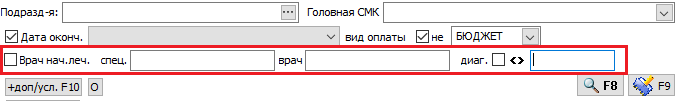 Подразд-я: ... Головная СМК
Дата оконч. вид оплаты не БЮДЖЕТ
Врач нач.леч. спец. врач диаг. <>
+доп/усл. F10 О F8 F9